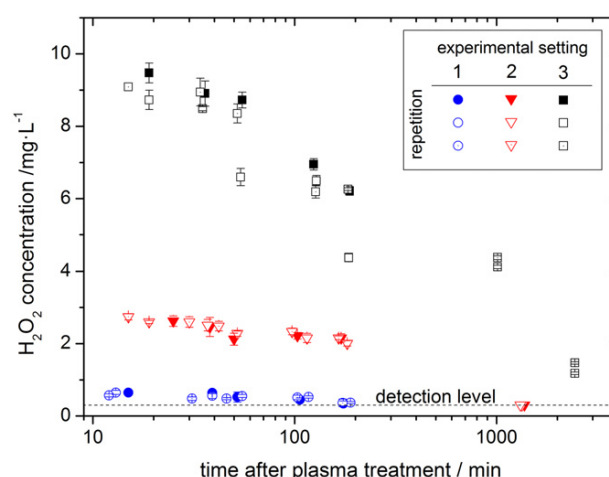 10
8
6
4
2
0
H₂O₂ concentration /mg·L⁻¹
experimental setting
1 2 3
repetition
detection level
10 100 1000
time after plasma treatment / min